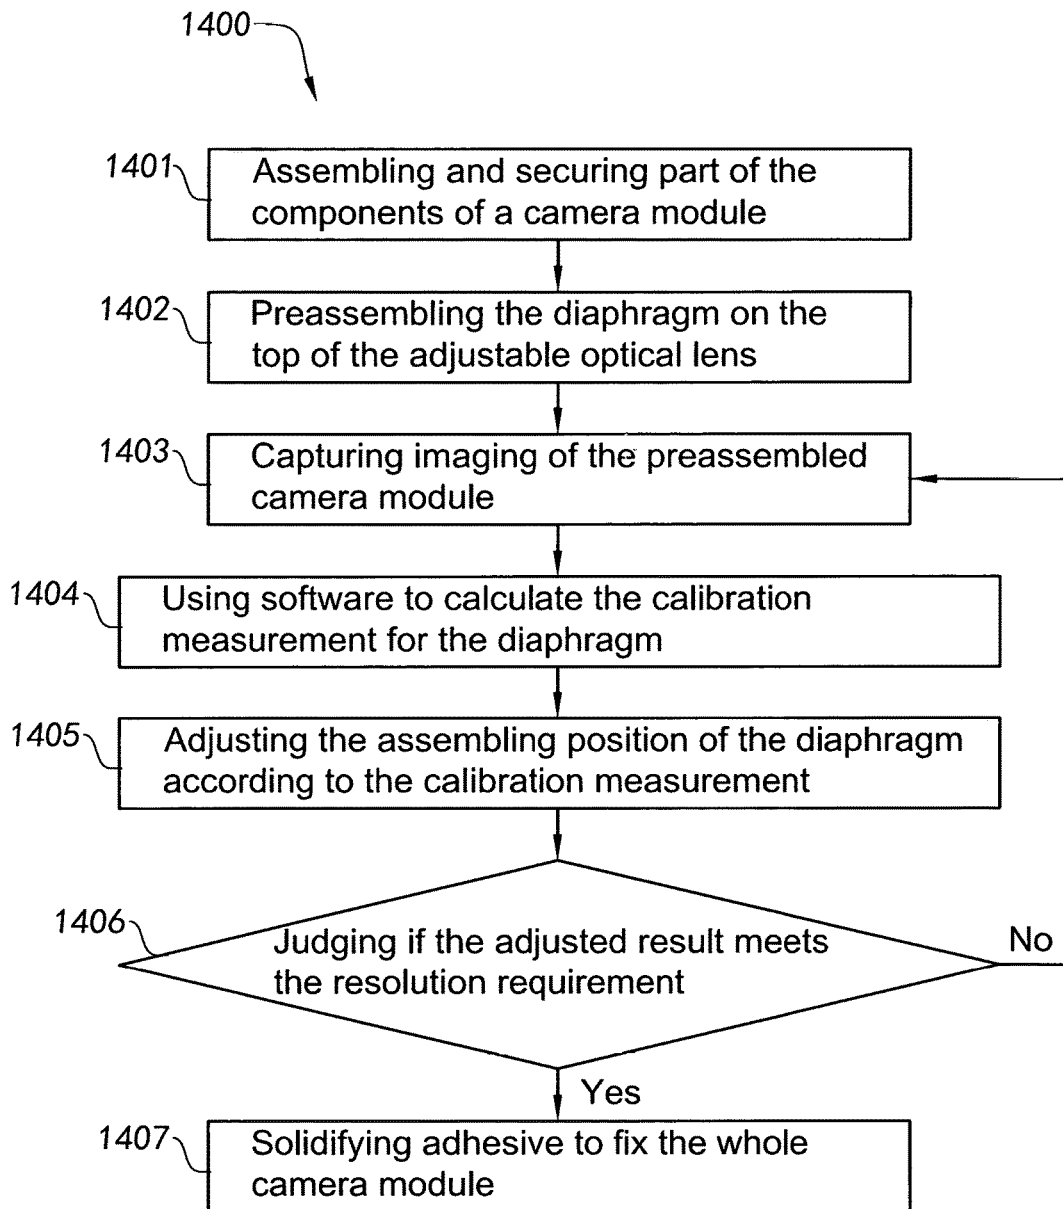 1400
1401
Assembling and securing part of the
components of a camera module
1402
Preassembling the diaphragm on the
top of the adjustable optical lens
1403
Capturing imaging of the preassembled
camera module
1404
Using software to calculate the calibration
measurement for the diaphragm
1405
Adjusting the assembling position of the diaphragm
according to the calibration measurement
1406
Judging if the adjusted result meets
the resolution requirement
No
Yes
1407
Solidifying adhesive to fix the whole
camera module